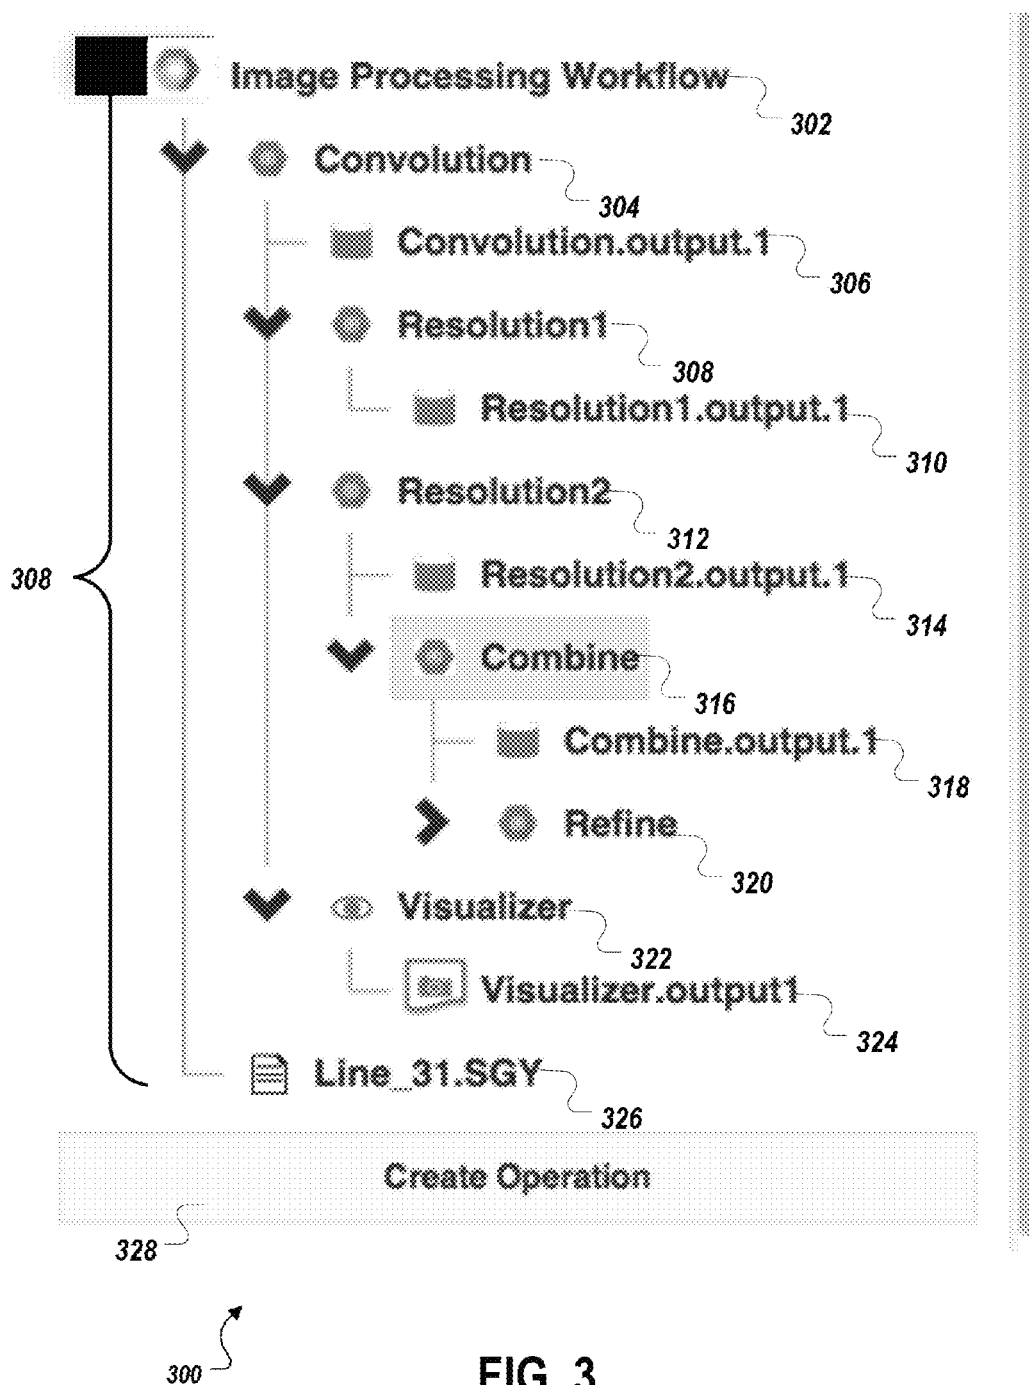 Image Processing Workflow
302
Convolution
304
Convolution.output.1
306
Resolution1
308
Resolution1.output.1
310
Resolution2
312
308
Resolution2.output.1
314
Combine
316
Combine.output.1
318
Refine
320
Visualizer
322
Visualizer.output1
324
Line_31.SGY
326
Create Operation
328
300
FIG. 3